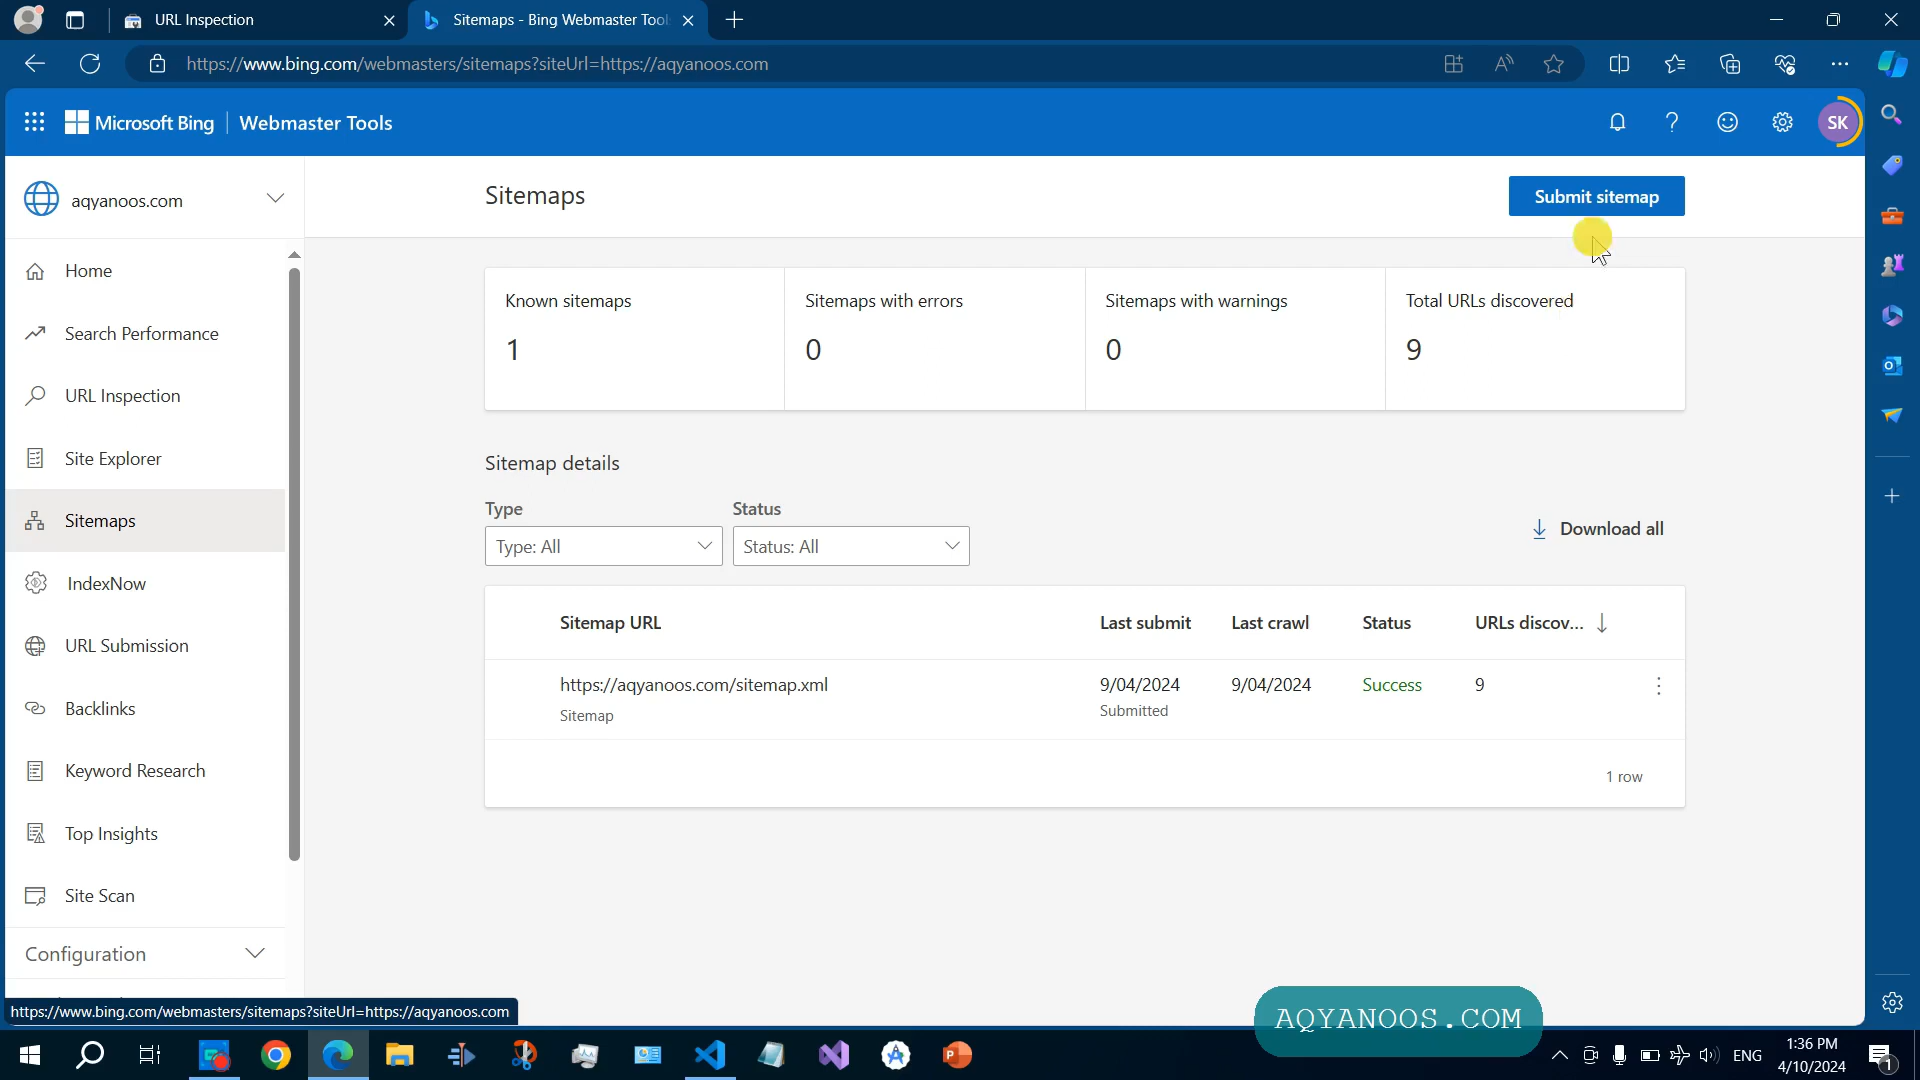 URL Inspection
Sitemaps - Bing Webmaster Tool
https://www.bing.com/webmasters/sitemaps?siteUrl=https://aqyanoos.com
Microsoft Bing
Webmaster Tools
SK
aqyanoos.com
Sitemaps
Submit sitemap
Home
Search Performance
URL Inspection
Site Explorer
Sitemaps
IndexNow
URL Submission
Backlinks
Keyword Research
Top Insights
Site Scan
Configuration
Known sitemaps
1
Sitemaps with errors
0
Sitemaps with warnings
0
Total URLs discovered
9
Sitemap details
Type
Type: All
Status
Status: All
Download all
Sitemap URL
Last submit
Last crawl
Status
URLs discov...
https://aqyanoos.com/sitemap.xml
Sitemap
9/04/2024
Submitted
9/04/2024
Success
9
1 row
https://www.bing.com/webmasters/sitemaps?siteUrl=https://aqyanoos.com
AQYANOOS.COM
ENG
1:36 PM
4/10/2024
1